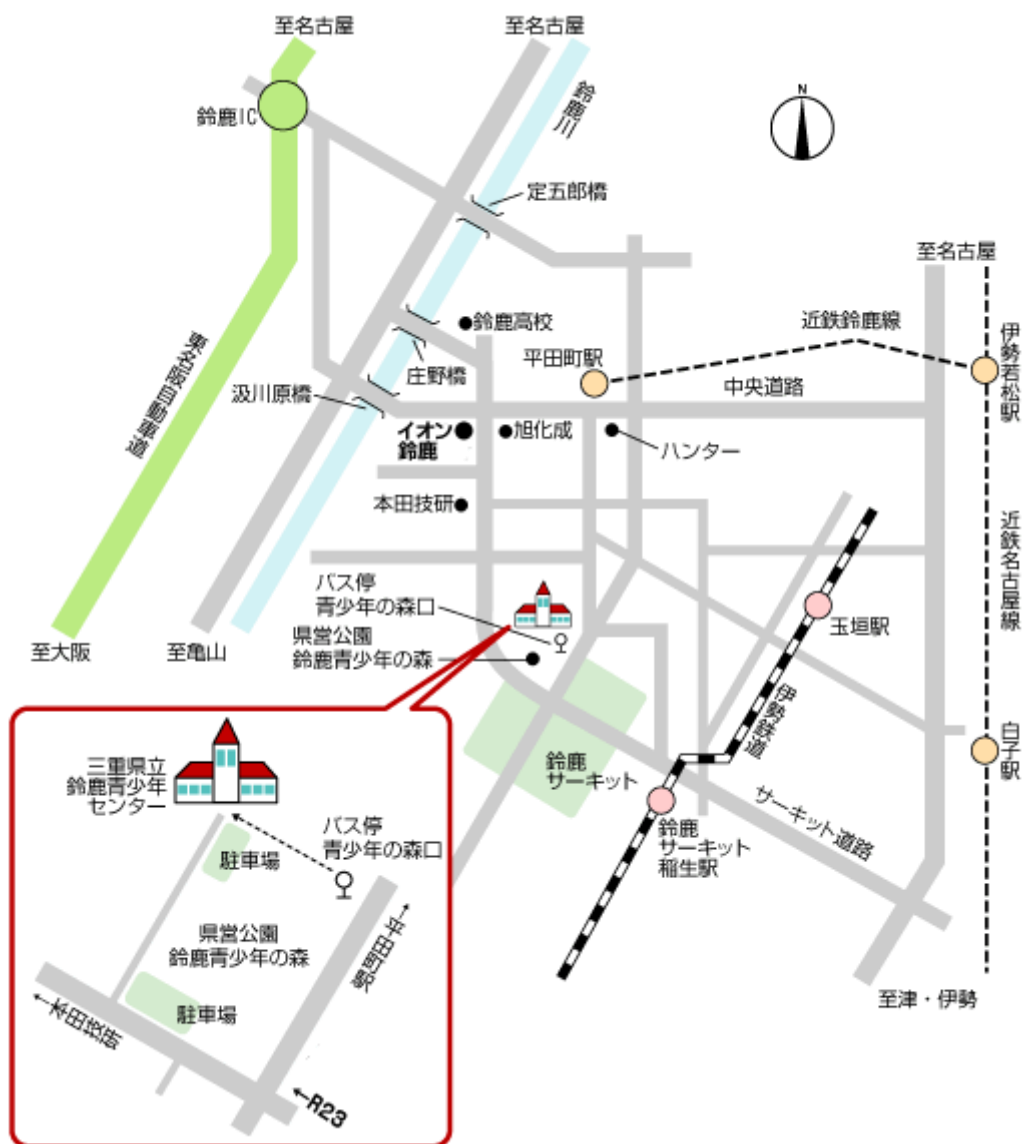 至名古屋
至名古屋
鈴鹿IC
鈴鹿川
N
定五郎橋
至名古屋
東名阪自動車道
鈴鹿高校
近鉄鈴鹿線
伊勢若松駅
平田町駅
庄野橋
中央道路
汲川原橋
イオン
鈴鹿
旭化成
ハンター
本田技研
近鉄名古屋線
バス停
青少年の森口
玉垣駅
至大阪
至亀山
県営公園
鈴鹿青少年の森
伊勢鉄道
白子駅
鈴鹿
サーキット
サーキット道路
鈴鹿
サーキット
稲生駅
至津・伊勢
三重県立
鈴鹿青少年
センター
バス停
青少年の森口
駐車場
県営公園
鈴鹿青少年の森
平田町駅→
駐車場
←本田技研
←R23